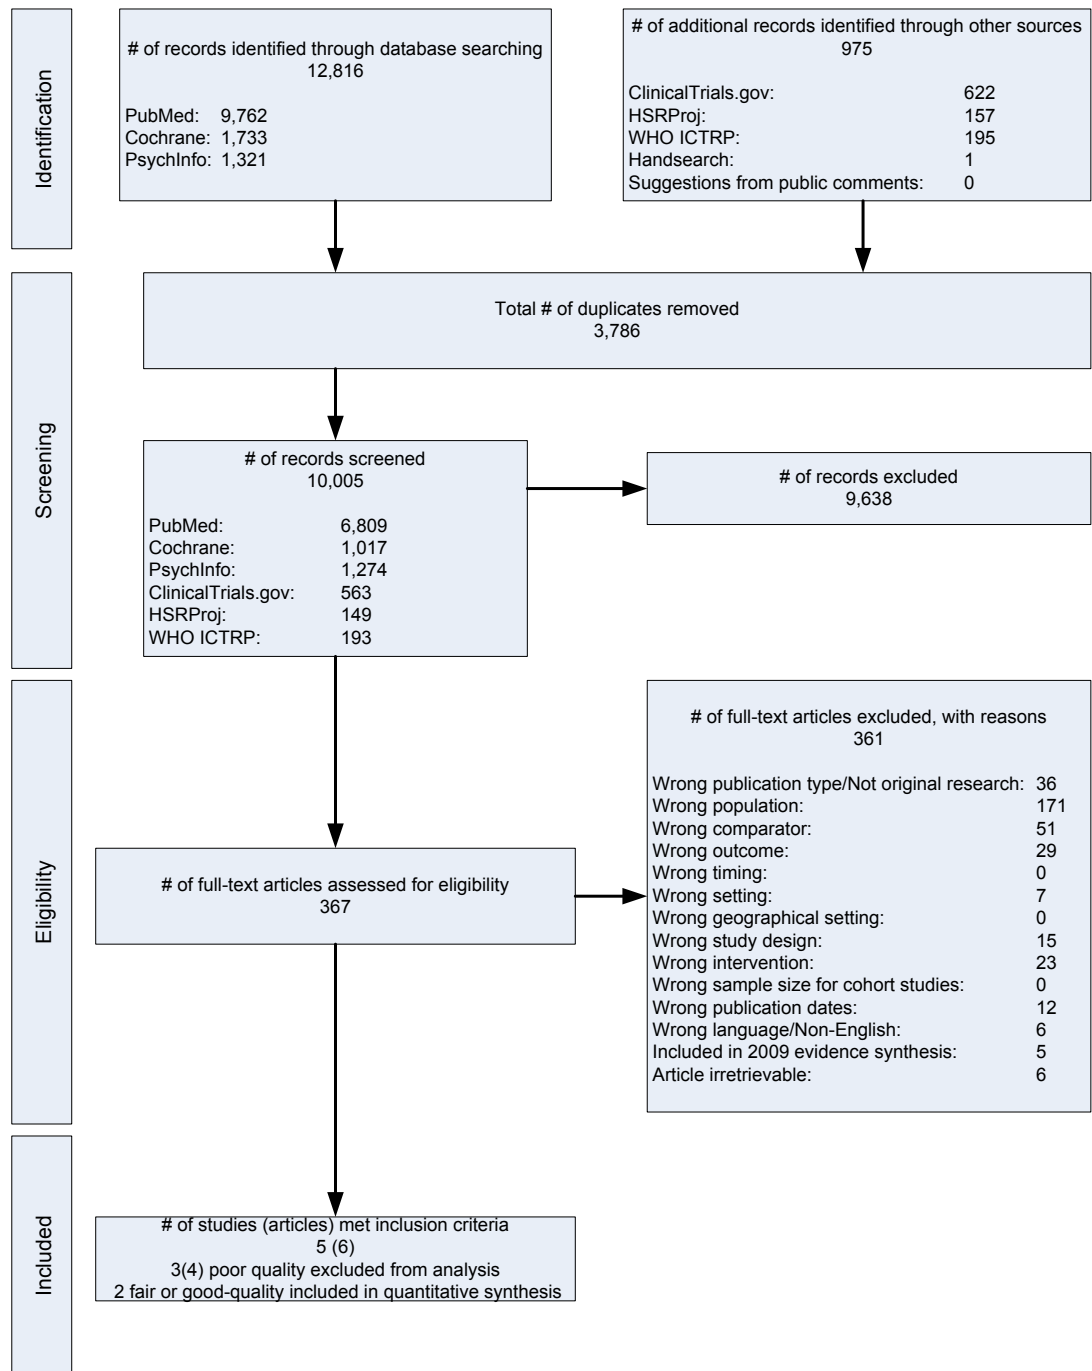 Identification
# of records identified through database searching
12,816
PubMed: 9,762
Cochrane: 1,733
PsychInfo: 1,321
# of additional records identified through other sources
975
ClinicalTrials.gov: 622
HSRProj: 157
WHO ICTRP: 195
Handsearch: 1
Suggestions from public comments: 0
Screening
Total # of duplicates removed
3,786
# of records screened
10,005
PubMed: 6,809
Cochrane: 1,017
PsychInfo: 1,274
ClinicalTrials.gov: 563
HSRProj: 149
WHO ICTRP: 193
# of records excluded
9,638
Eligibility
# of full-text articles assessed for eligibility
367
# of full-text articles excluded, with reasons
361
Wrong publication type/Not original research: 36
Wrong population: 171
Wrong comparator: 51
Wrong outcome: 29
Wrong timing: 0
Wrong setting: 7
Wrong geographical setting: 0
Wrong study design: 15
Wrong intervention: 23
Wrong sample size for cohort studies: 0
Wrong publication dates: 12
Wrong language/Non-English: 6
Included in 2009 evidence synthesis: 5
Article irretrievable: 6
Included
# of studies (articles) met inclusion criteria
5 (6)
3(4) poor quality excluded from analysis
2 fair or good-quality included in quantitative synthesis